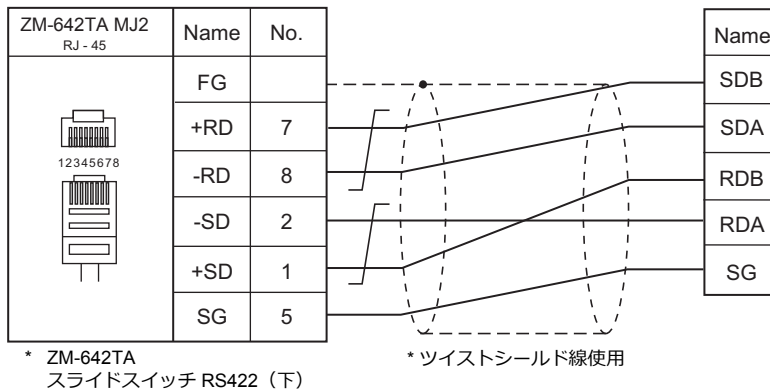 ZM-642TA MJ2
RJ - 45
Name No.
FG
+RD 7
12345678
-RD 8
-SD 2
+SD 1
SG 5
Name
SDB
SDA
RDB
RDA
SG
* ZM-642TA
スライドスイッチ RS422（下）
* ツイストシールド線使用